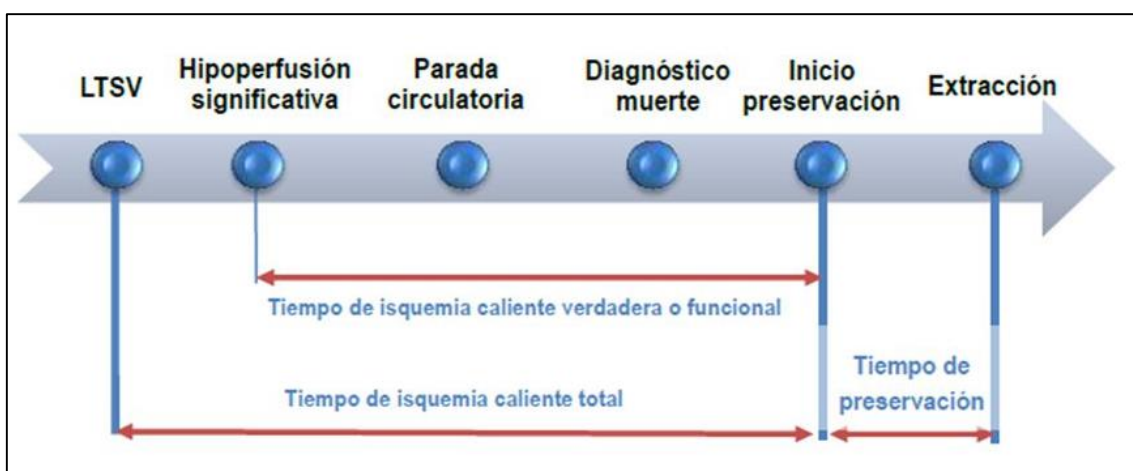 LTSV
Hipoperfusión
significativa
Parada
circulatoria
Diagnóstico
muerte
Inicio
preservación
Extracción
Tiempo de isquemia caliente verdadera o funcional
Tiempo de isquemia caliente total
Tiempo de
preservación